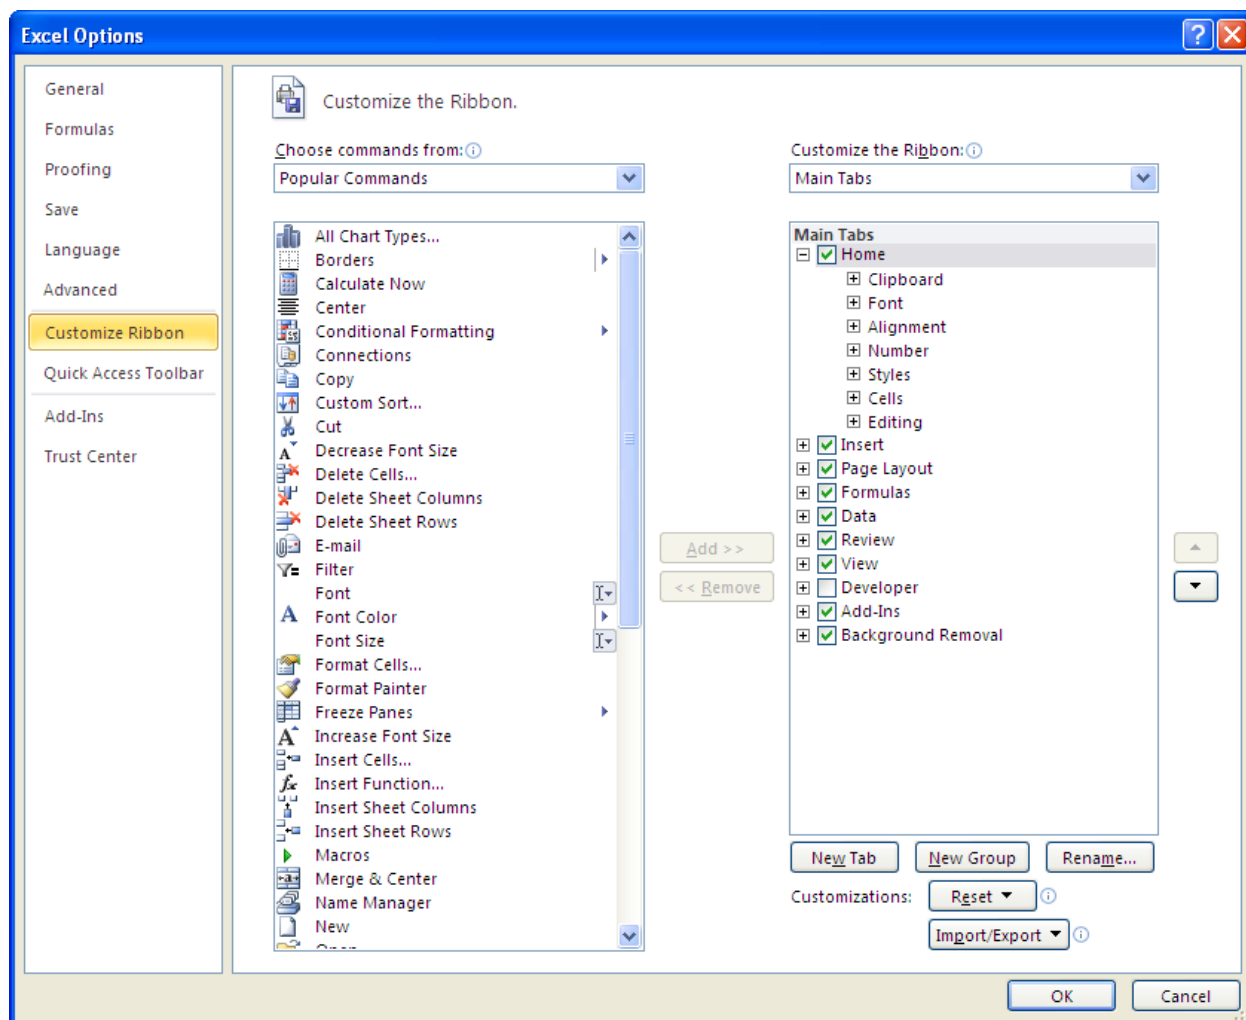 Excel Options
General
Formulas
Proofing
Save
Language
Advanced
Customize Ribbon
Quick Access Toolbar
Add-Ins
Trust Center
Customize the Ribbon.
Choose commands from:
Popular Commands
All Chart Types...
Borders
Calculate Now
Center
Conditional Formatting
Connections
Copy
Custom Sort...
Cut
Decrease Font Size
Delete Cells...
Delete Sheet Columns
Delete Sheet Rows
E-mail
Filter
Font
Font Color
Font Size
Format Cells...
Format Painter
Freeze Panes
Increase Font Size
Insert Cells...
Insert Function...
Insert Sheet Columns
Insert Sheet Rows
Macros
Merge & Center
Name Manager
New
Add >>
<< Remove
Customize the Ribbon:
Main Tabs
Main Tabs
Home
Clipboard
Font
Alignment
Number
Styles
Cells
Editing
Insert
Page Layout
Formulas
Data
Review
View
Developer
Add-Ins
Background Removal
New Tab New Group Rename...
Customizations: Reset
Import/Export
OK Cancel